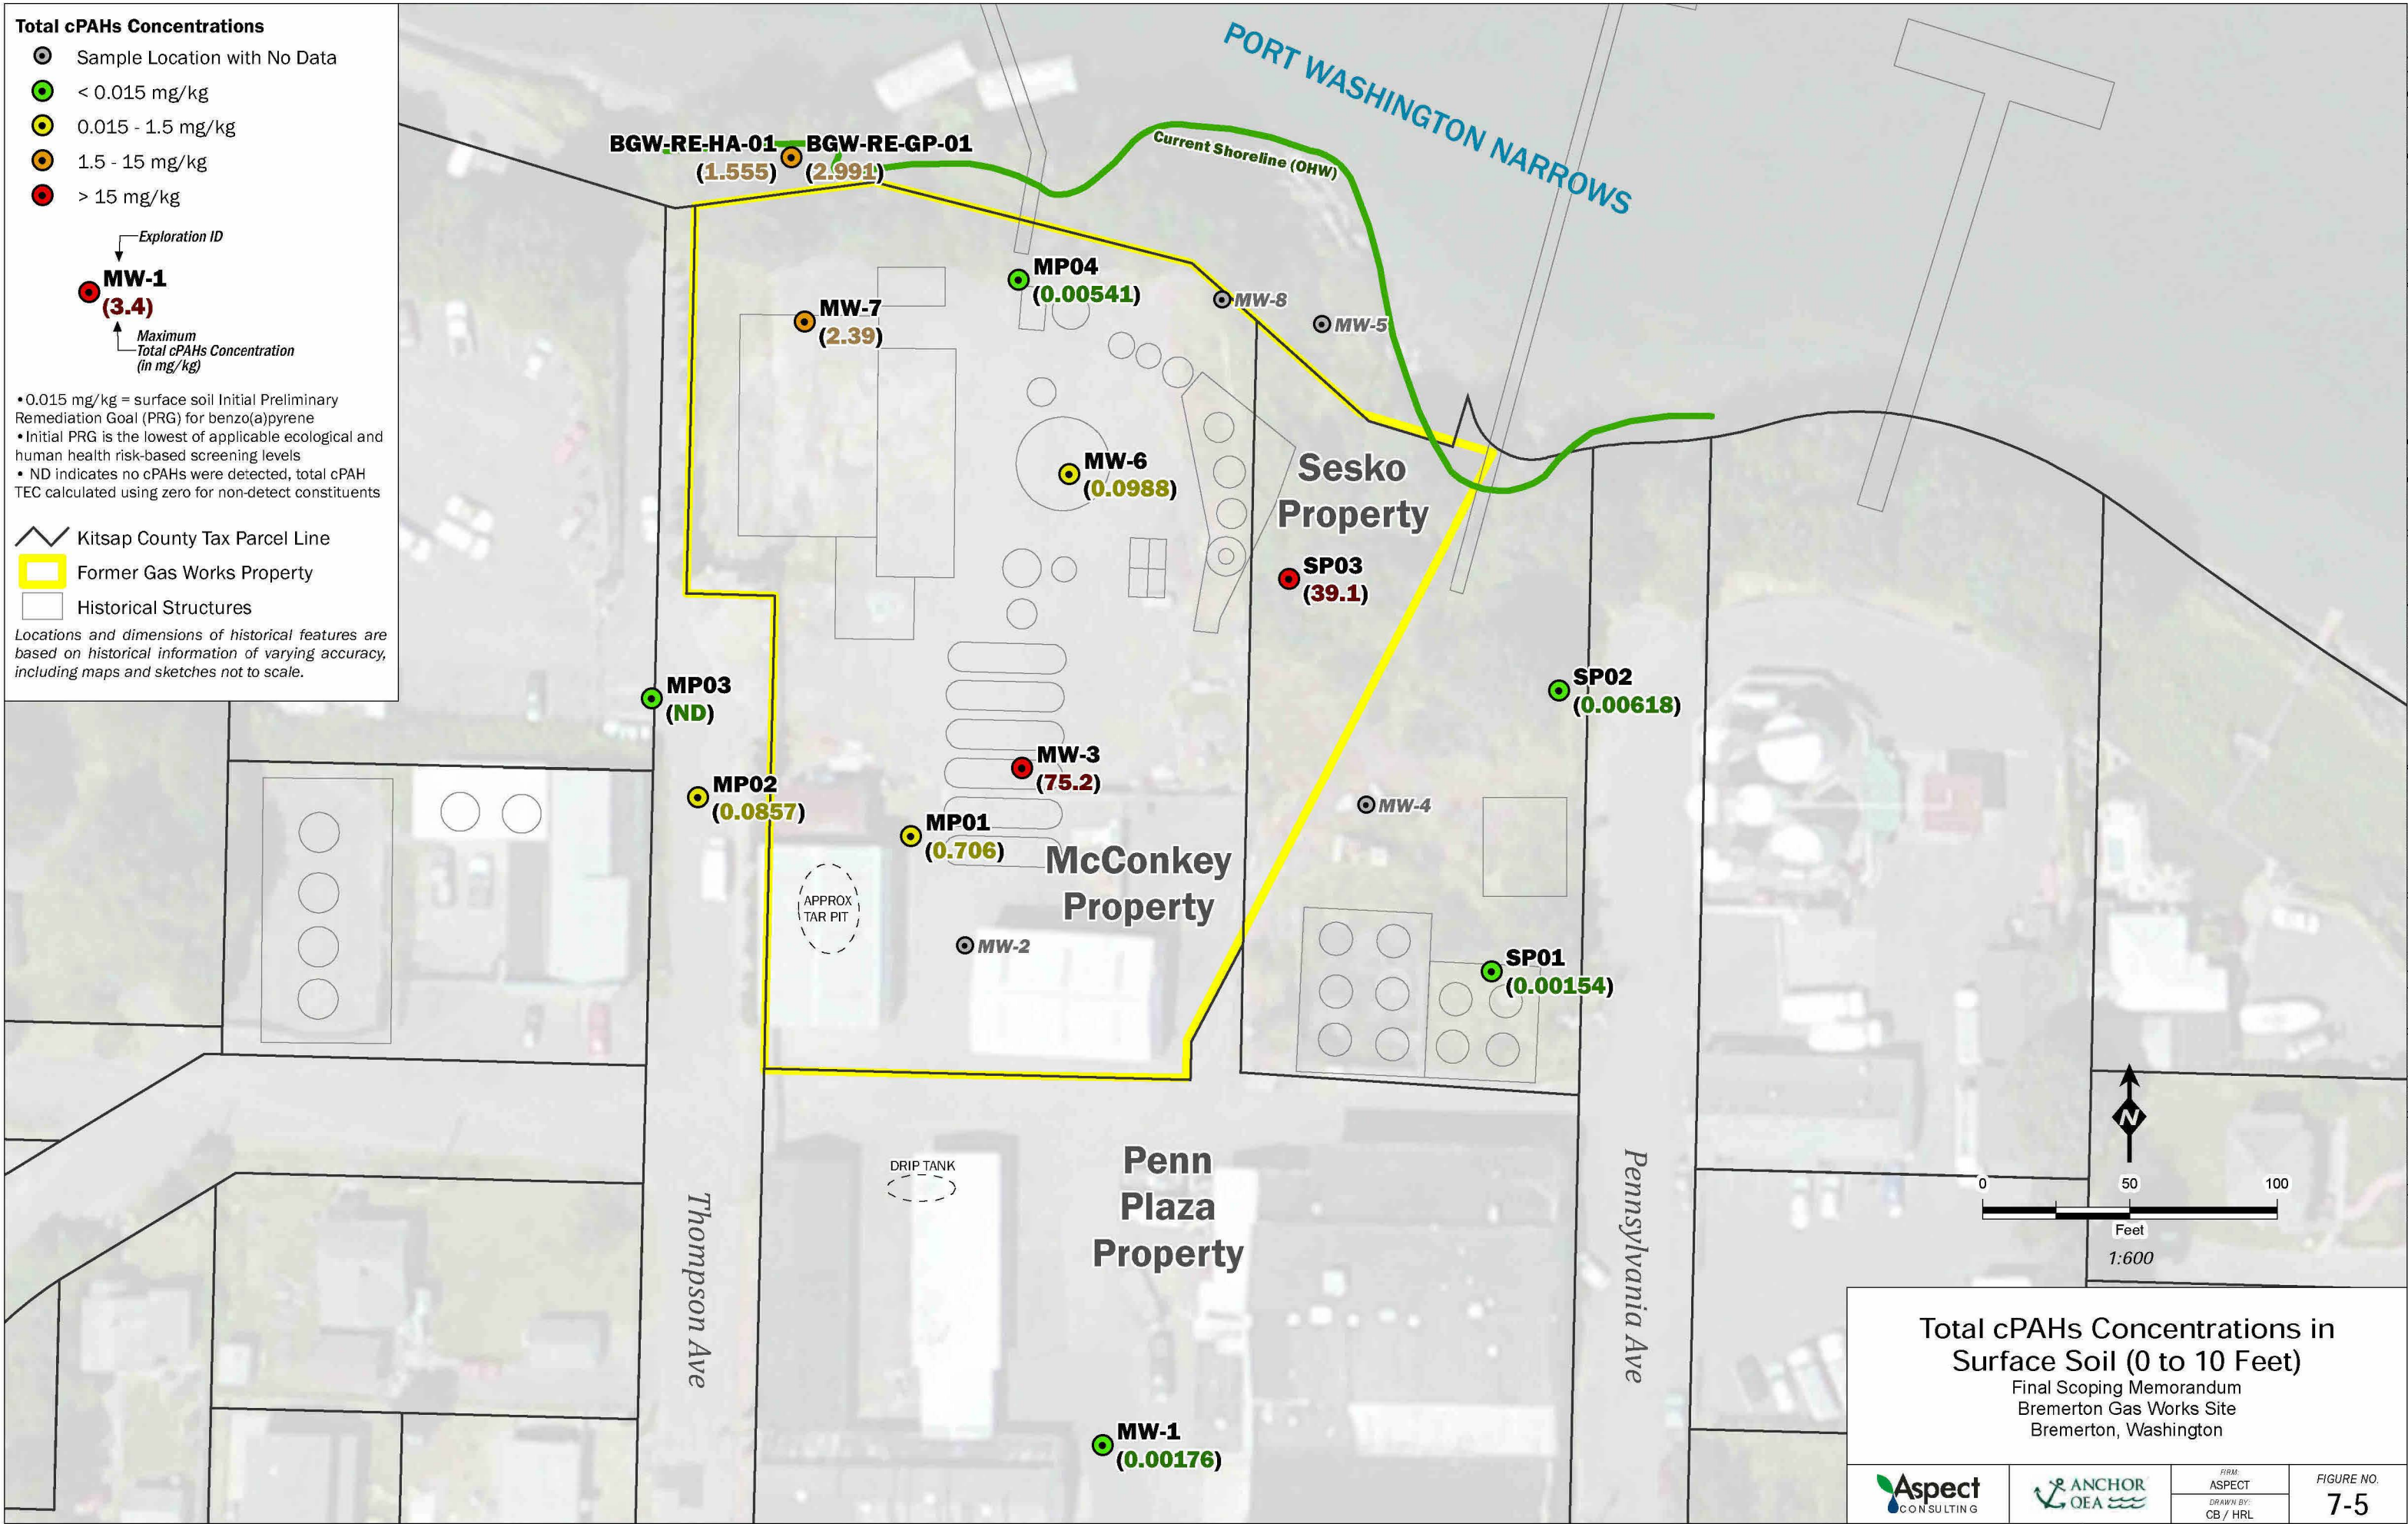 Total cPAHs Concentrations
Sample Location with No Data
< 0.015 mg/kg
0.015 - 1.5 mg/kg
1.5 - 15 mg/kg
> 15 mg/kg
Exploration ID
MW-1
(3.4)
Maximum
Total cPAHs Concentration
(in mg/kg)
• 0.015 mg/kg = surface soil Initial Preliminary
Remediation Goal (PRG) for benzo(a)pyrene
• Initial PRG is the lowest of applicable ecological and
human health risk-based screening levels
• ND indicates no cPAHs were detected, total cPAH
TEC calculated using zero for non-detect constituents
Kitsap County Tax Parcel Line
Former Gas Works Property
Historical Structures
Locations and dimensions of historical features are
based on historical information of varying accuracy,
including maps and sketches not to scale.
PORT WASHINGTON NARROWS
Current Shoreline (OHW)
BGW-RE-HA-01
(1.555)
BGW-RE-GP-01
(2.991)
MP04
(0.00541)
MW-7
(2.39)
MW-8
MW-5
MW-6
(0.0988)
Sesko
Property
SP03
(39.1)
MP03
(ND)
SP02
(0.00618)
MW-3
(75.2)
MP02
(0.0857)
MP01
(0.706)
MW-4
McConkey
Property
APPROX
TAR PIT
MW-2
SP01
(0.00154)
DRIP TANK
Penn
Plaza
Property
Thompson Ave
Pennsylvania Ave
MW-1
(0.00176)
N
0 50 100
Feet
1:600
Total cPAHs Concentrations in
Surface Soil (0 to 10 Feet)
Final Scoping Memorandum
Bremerton Gas Works Site
Bremerton, Washington
Aspect
CONSULTING
ANCHOR
QEA
FIRM:
ASPECT
DRAWN BY:
CB / HRL
FIGURE NO.
7-5